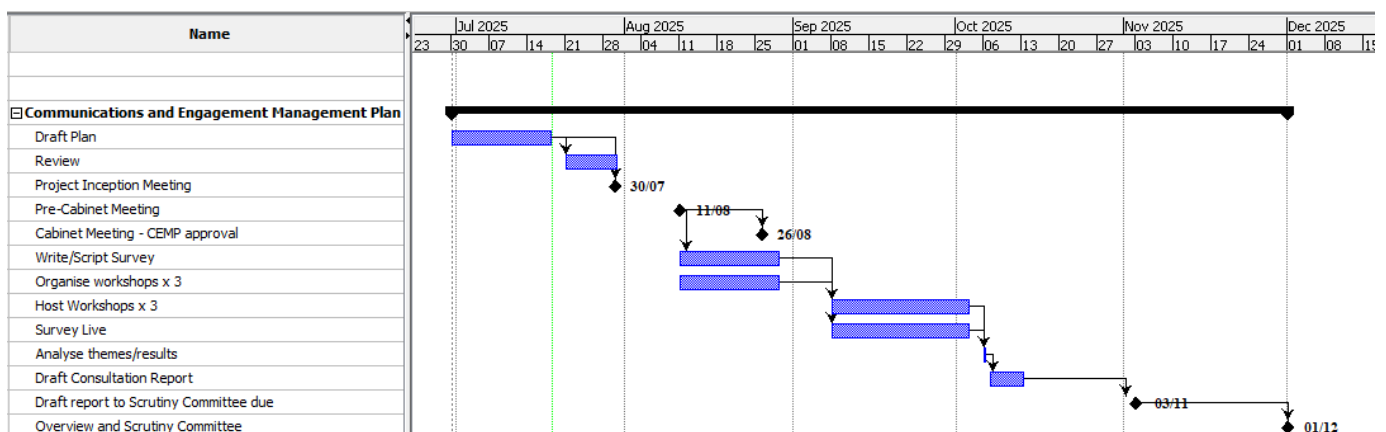 Name
Jul 2025 Aug 2025 Sep 2025 Oct 2025 Nov 2025 Dec 2025
23 30 07 14 21 28 04 11 18 25 01 08 15 22 29 06 13 20 27 03 10 17 24 01 08 15
Communications and Engagement Management Plan
Draft Plan
Review
Project Inception Meeting 30/07
Pre-Cabinet Meeting 11/08
Cabinet Meeting - CEMP approval 26/08
Write/Script Survey
Organise workshops x 3
Host Workshops x 3
Survey Live
Analyse themes/results
Draft Consultation Report
Draft report to Scrutiny Committee due 03/11
Overview and Scrutiny Committee 01/12